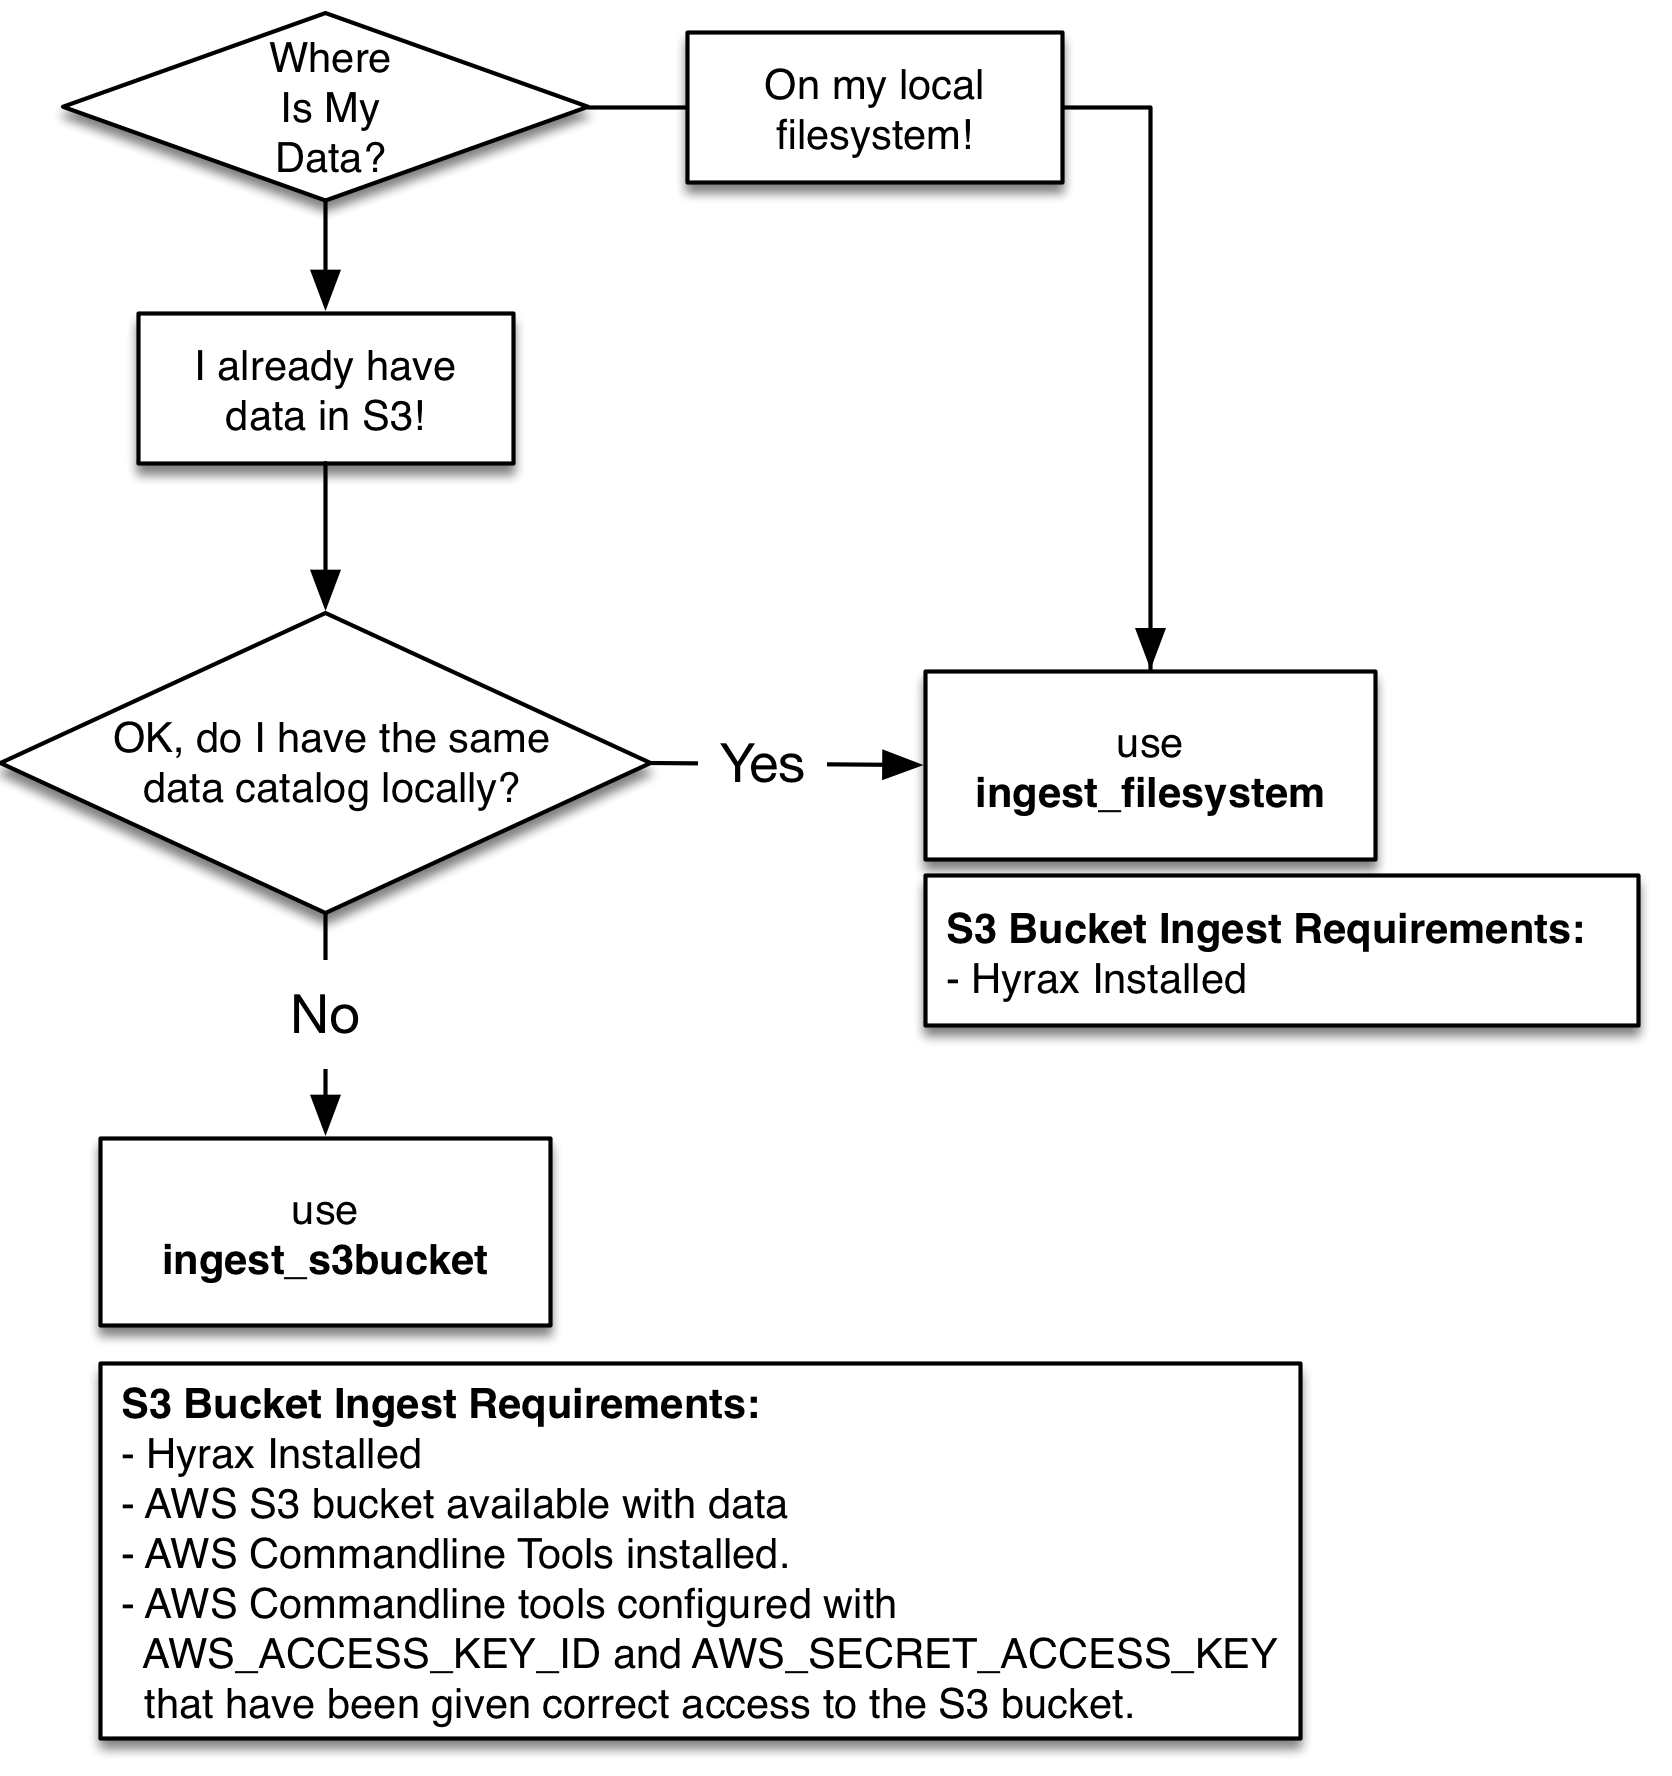 Where
Is My
Data?
On my local
filesystem!
I already have
data in S3!
OK, do I have the same
data catalog locally?
Yes
use
ingest_filesystem
S3 Bucket Ingest Requirements:
- Hyrax Installed
No
use
ingest_s3bucket
S3 Bucket Ingest Requirements:
- Hyrax Installed
- AWS S3 bucket available with data
- AWS Commandline Tools installed.
- AWS Commandline tools configured with
AWS_ACCESS_KEY_ID and AWS_SECRET_ACCESS_KEY
that have been given correct access to the S3 bucket.